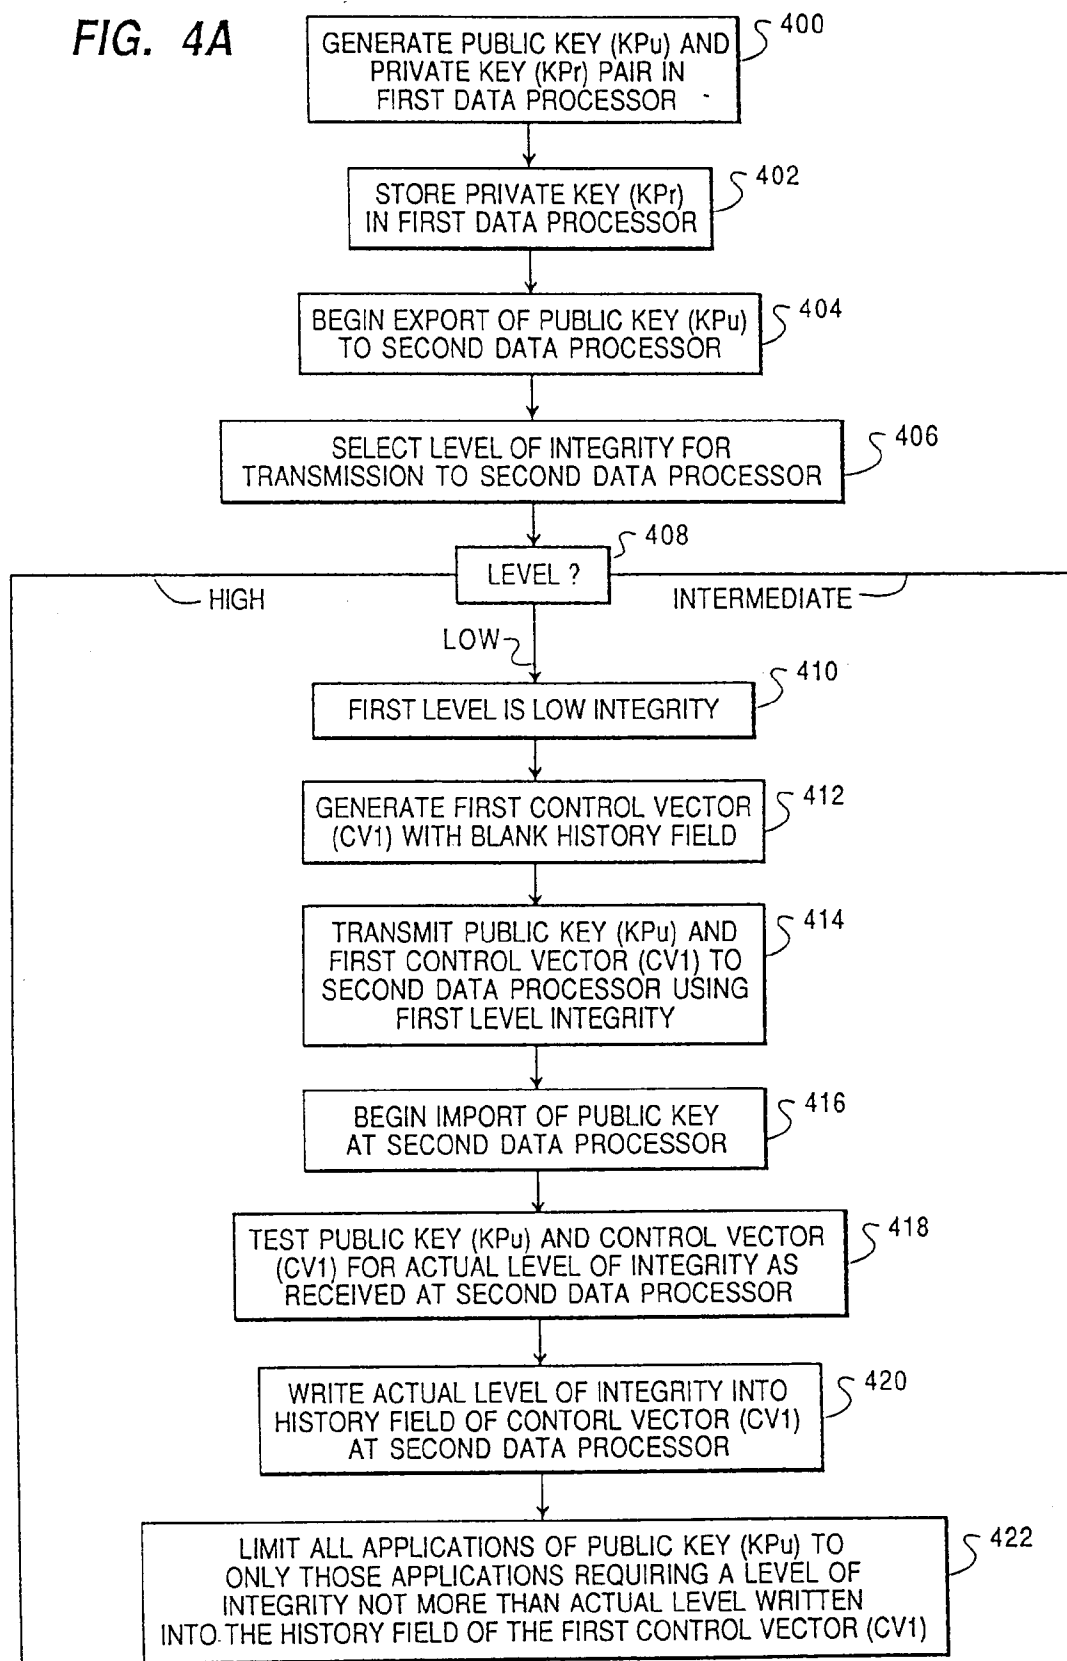 FIG. 4A
GENERATE PUBLIC KEY (KPu) AND
PRIVATE KEY (KPr) PAIR IN
FIRST DATA PROCESSOR
400
STORE PRIVATE KEY (KPr)
IN FIRST DATA PROCESSOR
402
BEGIN EXPORT OF PUBLIC KEY (KPu)
TO SECOND DATA PROCESSOR
404
SELECT LEVEL OF INTEGRITY FOR
TRANSMISSION TO SECOND DATA PROCESSOR
406
LEVEL ?
408
HIGH
INTERMEDIATE
LOW
FIRST LEVEL IS LOW INTEGRITY
410
GENERATE FIRST CONTROL VECTOR
(CV1) WITH BLANK HISTORY FIELD
412
TRANSMIT PUBLIC KEY (KPu) AND
FIRST CONTROL VECTOR (CV1) TO
SECOND DATA PROCESSOR USING
FIRST LEVEL INTEGRITY
414
BEGIN IMPORT OF PUBLIC KEY
AT SECOND DATA PROCESSOR
416
TEST PUBLIC KEY (KPu) AND CONTROL VECTOR
(CV1) FOR ACTUAL LEVEL OF INTEGRITY AS
RECEIVED AT SECOND DATA PROCESSOR
418
WRITE ACTUAL LEVEL OF INTEGRITY INTO
HISTORY FIELD OF CONTORL VECTOR (CV1)
AT SECOND DATA PROCESSOR
420
LIMIT ALL APPLICATIONS OF PUBLIC KEY (KPu) TO
ONLY THOSE APPLICATIONS REQUIRING A LEVEL OF
INTEGRITY NOT MORE THAN ACTUAL LEVEL WRITTEN
INTO THE HISTORY FIELD OF THE FIRST CONTROL VECTOR (CV1)
422